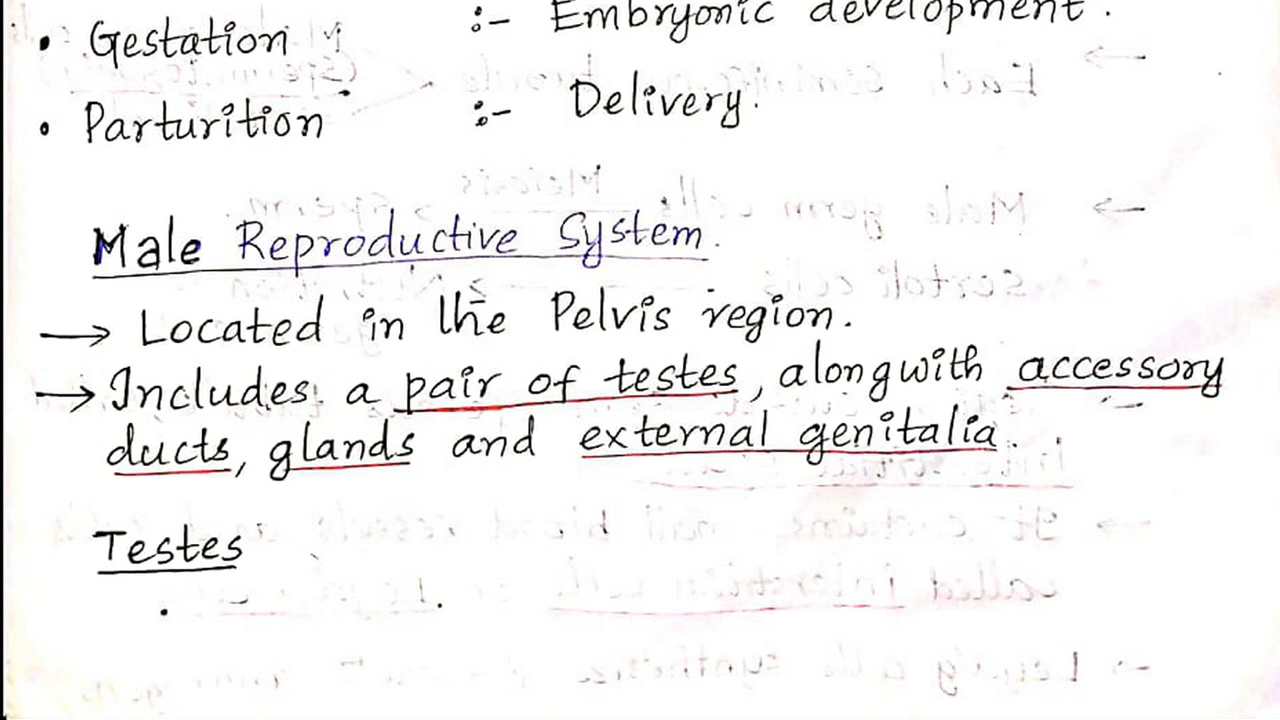 • Gestation :- Embryonic development.
• Parturition :- Delivery.
Male Reproductive System.
→ Located in the Pelvis region.
→ Includes a pair of testes, alongwith accessory
ducts, glands and external genitalia.
Testes